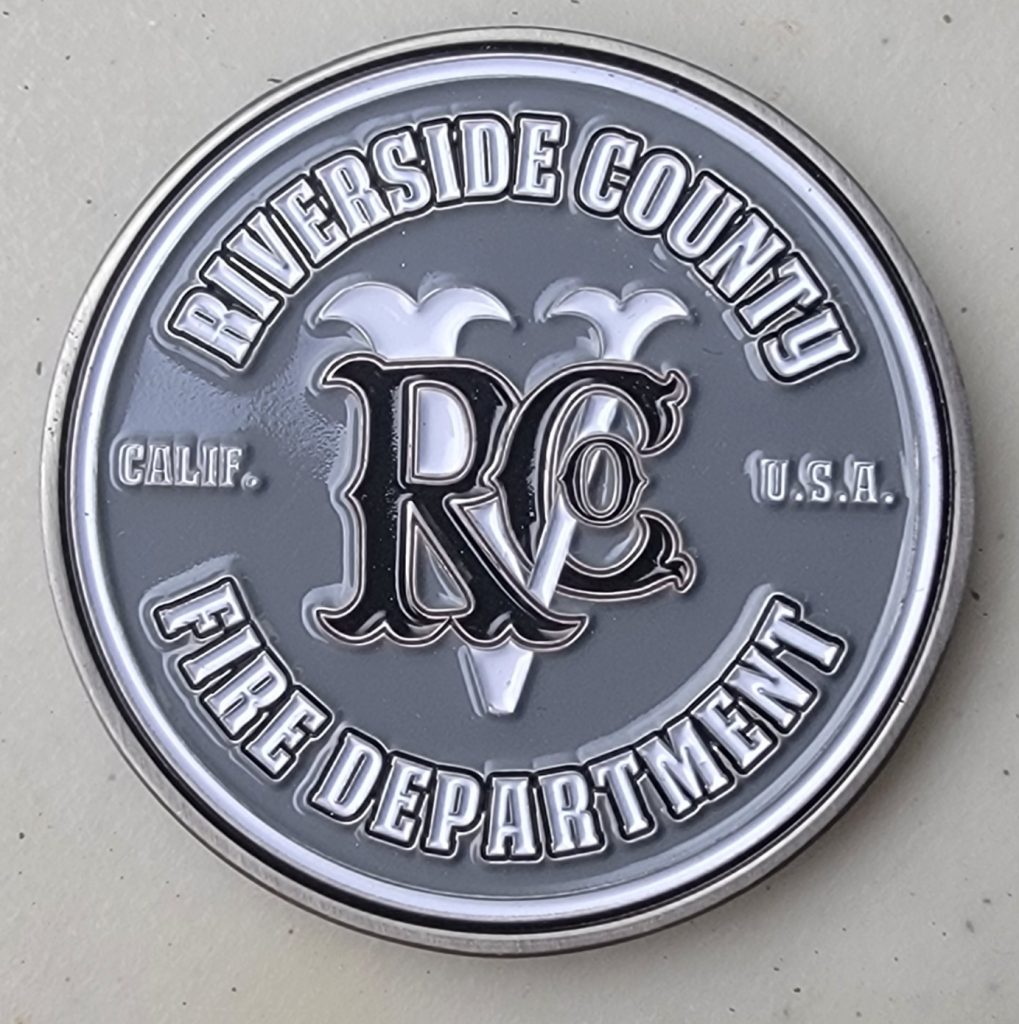 RIVERSIDE COUNTY
V
RCO
CALIF.
U.S.A.
FIRE DEPARTMENT